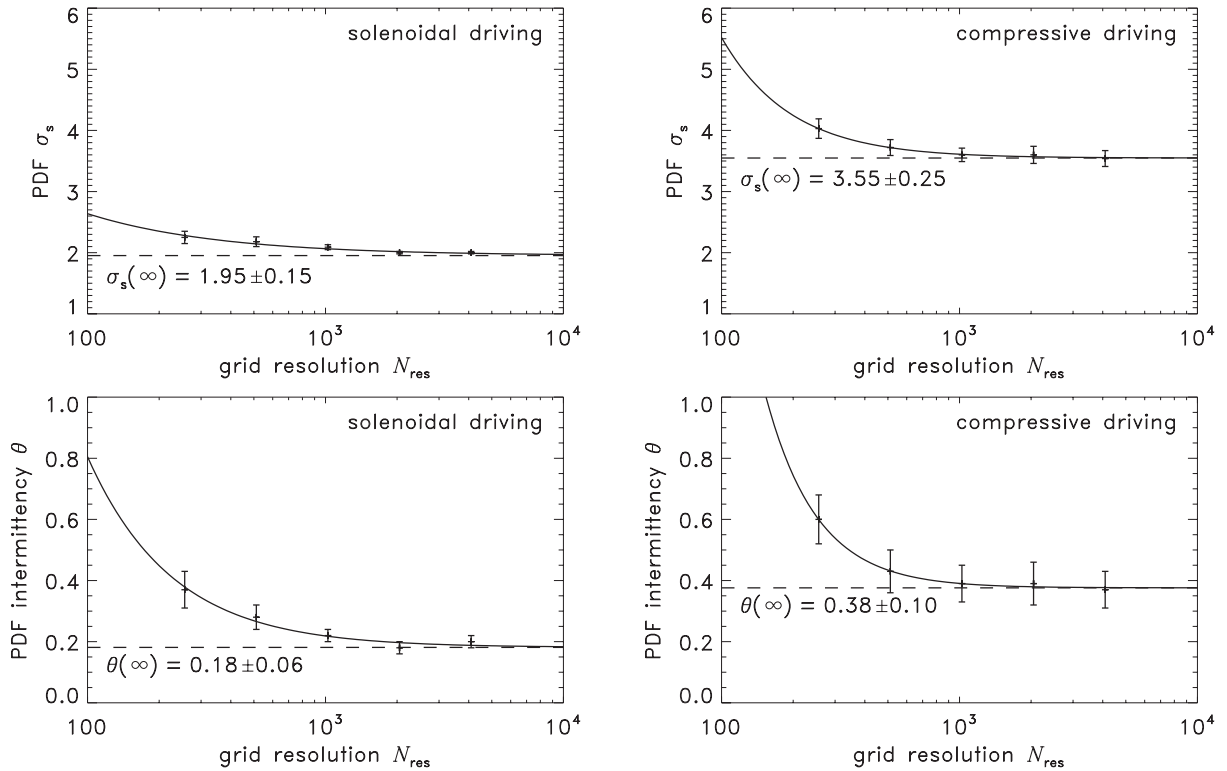 solenoidal driving
6
5
4
3
2
1
PDF σs
σs(∞) = 1.95±0.15
100
10³
10⁴
grid resolution Nres
compressive driving
6
5
4
3
2
1
PDF σs
σs(∞) = 3.55±0.25
100
10³
10⁴
grid resolution Nres
solenoidal driving
1.0
0.8
0.6
0.4
0.2
0.0
PDF intermittency θ
θ(∞) = 0.18±0.06
100
10³
10⁴
grid resolution Nres
compressive driving
1.0
0.8
0.6
0.4
0.2
0.0
PDF intermittency θ
θ(∞) = 0.38±0.10
100
10³
10⁴
grid resolution Nres